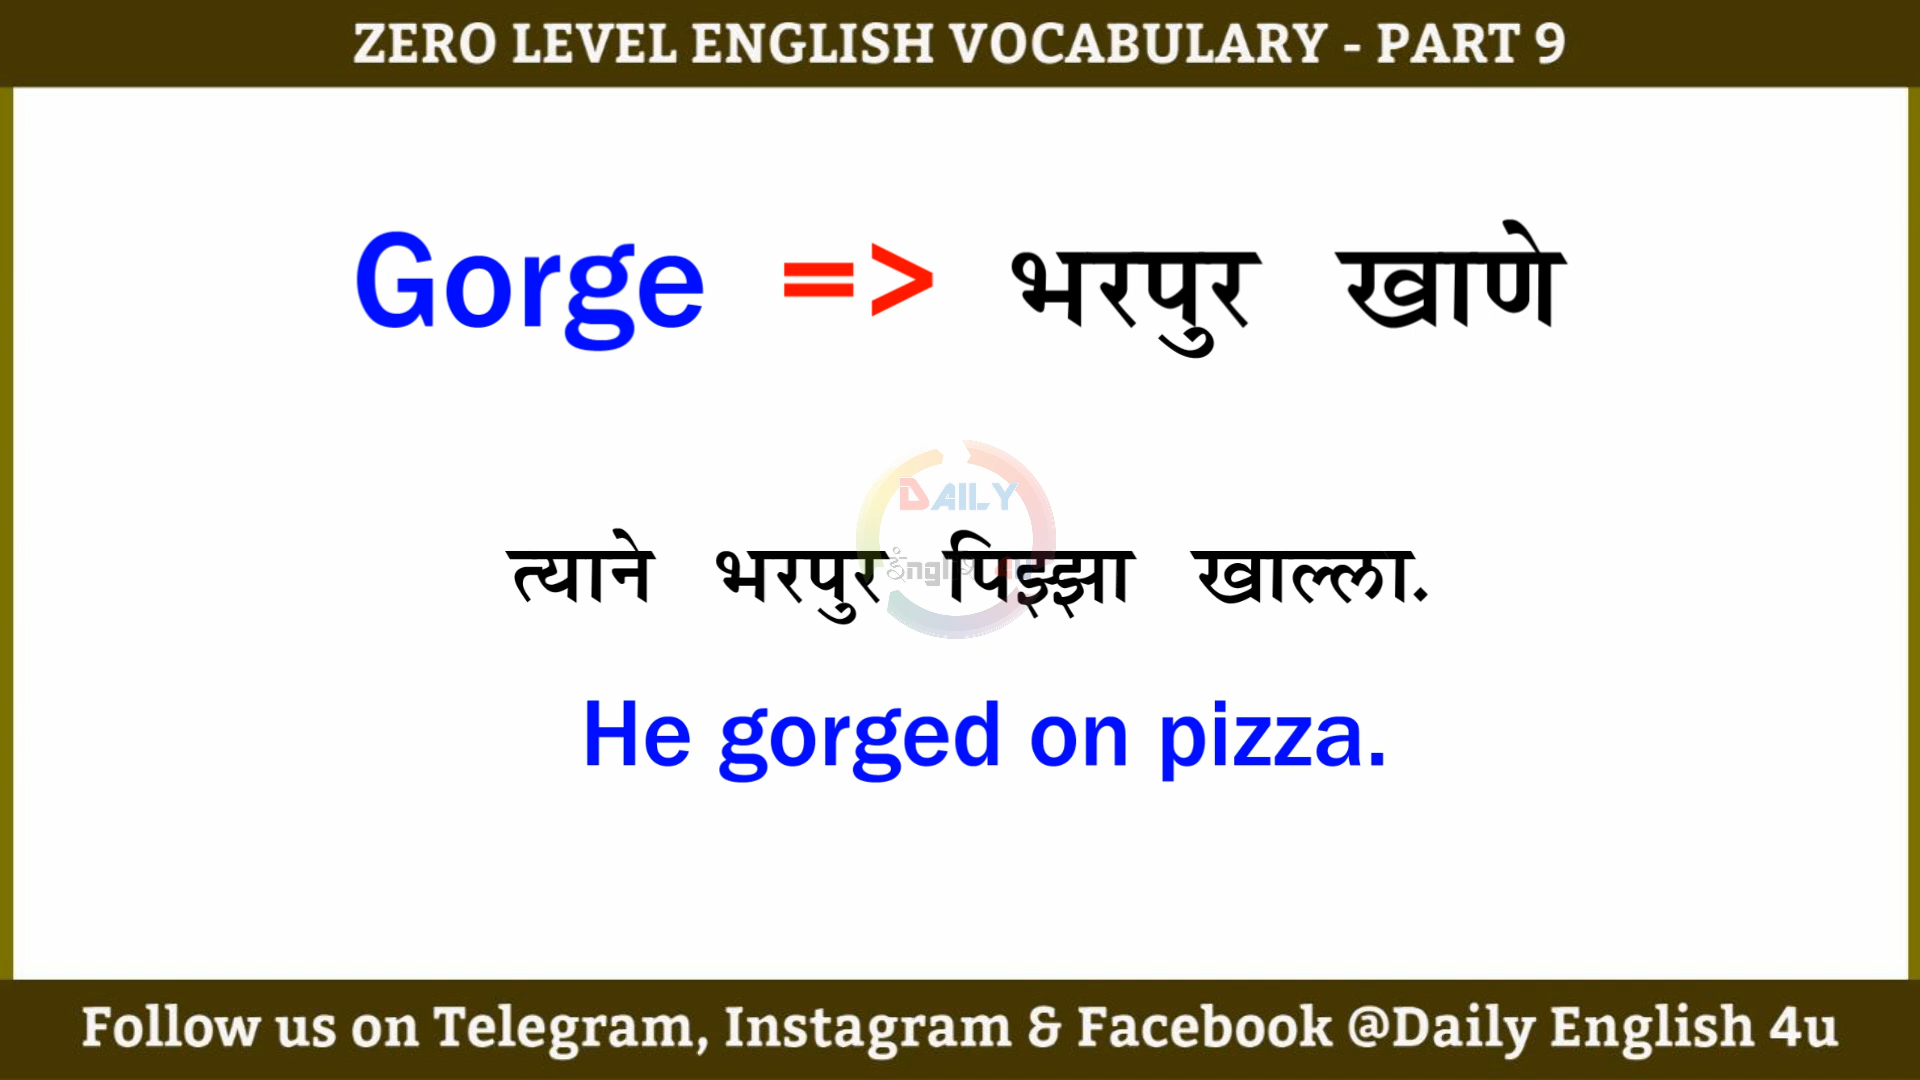 ZERO LEVEL ENGLISH VOCABULARY - PART 9
Gorge => भरपुर खाणे
DAILY
त्याने भरपुर पिझ्झा खाल्ला.
He gorged on pizza.
Follow us on Telegram, Instagram & Facebook @Daily English 4u